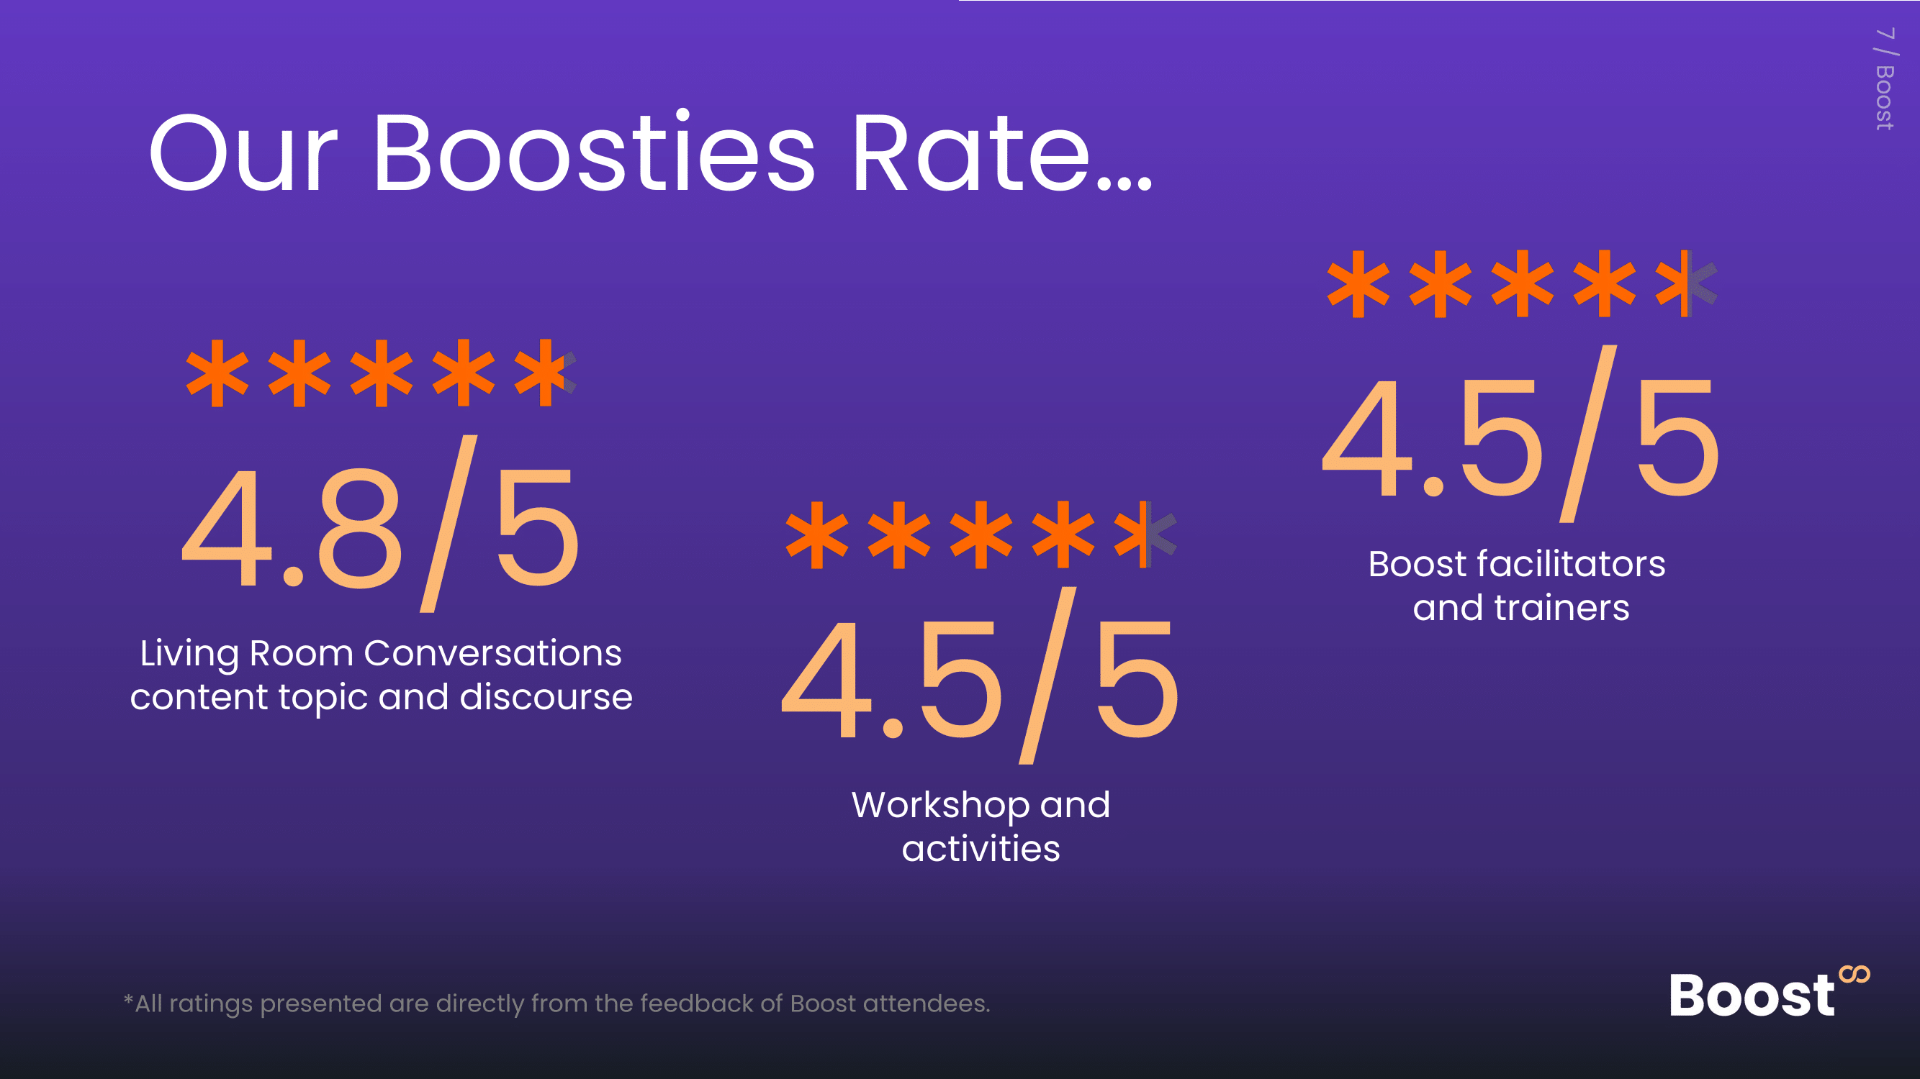 7 / Boost
Our Boosties Rate...
*****
4.8/5
Living Room Conversations
content topic and discourse
*****
4.5/5
Workshop and
activities
*****
4.5/5
Boost facilitators
and trainers
*All ratings presented are directly from the feedback of Boost attendees.
Boost∞